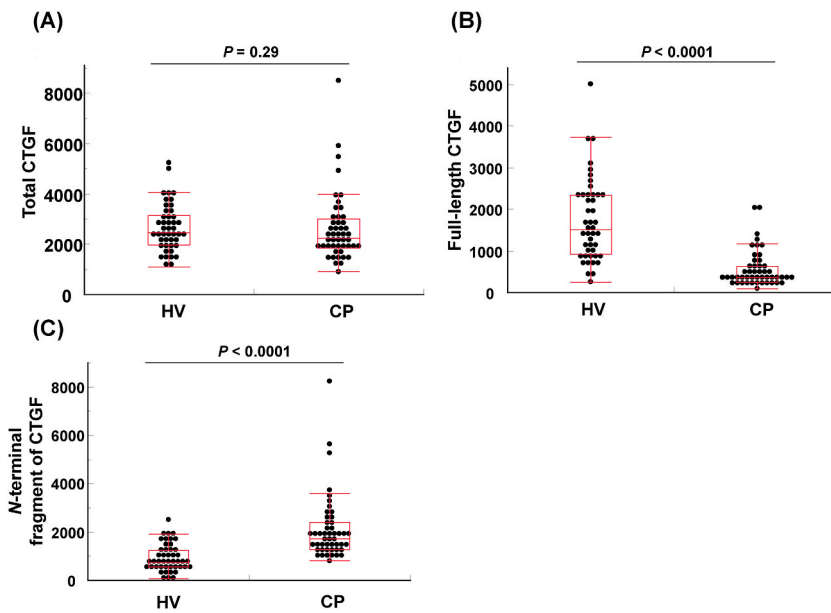 (A)
P = 0.29
Total CTGF
8000
6000
4000
2000
0
HV
CP
(B)
P < 0.0001
Full-length CTGF
5000
4000
3000
2000
1000
0
HV
CP
(C)
P < 0.0001
N-terminal
fragment of CTGF
8000
6000
4000
2000
0
HV
CP